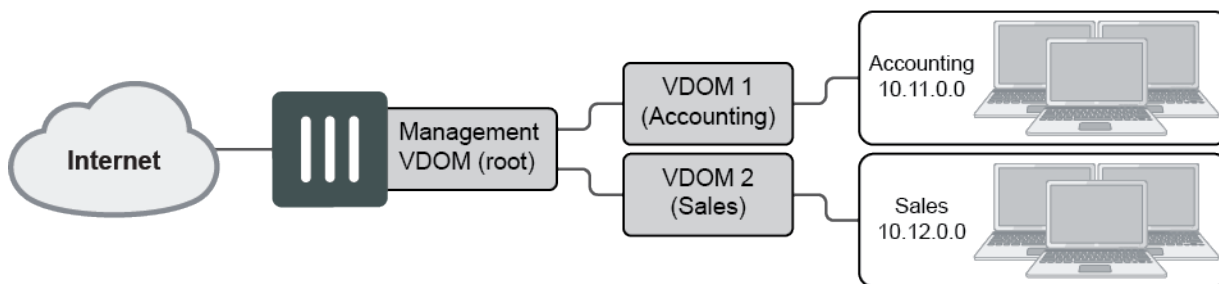 Internet
Management
VDOM (root)
VDOM 1
(Accounting)
VDOM 2
(Sales)
Accounting
10.11.0.0
Sales
10.12.0.0